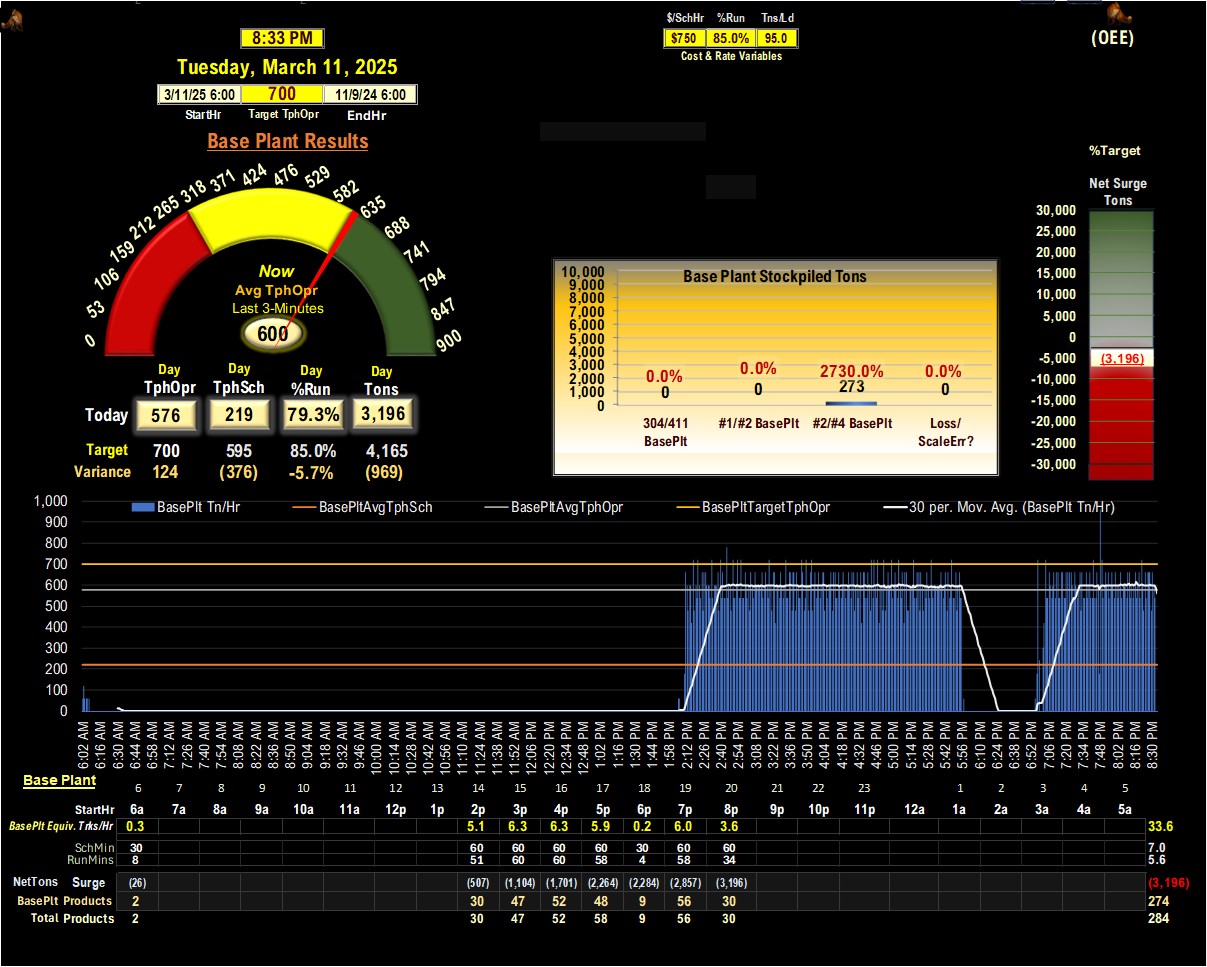 $/SchHr %Run Tns/Ld
$750 85.0% 95.0
Cost & Rate Variables
(OEE)
8:33 PM
Tuesday, March 11, 2025
3/11/25 6:00 700 11/9/24 6:00
StartHr Target TphOpr EndHr
Base Plant Results
0 53 106 159 212 265 318 371 424 476 529 582 635 688 741 794 847 900
Now
Avg TphOpr
Last 3-Minutes
600
Day Day Day Day
TphOpr TphSch %Run Tons
Today 576 219 79.3% 3,196
Target 700 595 85.0% 4,165
Variance 124 (376) -5.7% (969)
Base Plant Stockpiled Tons
10,000
9,000
8,000
7,000
6,000
5,000
4,000
3,000
2,000
1,000
0
0.0% 0.0% 2730.0% 0.0%
0 0 273 0
304/411 BasePlt
#1/#2 BasePlt
#2/#4 BasePlt
Loss/ ScaleErr?
%Target
Net Surge
Tons
30,000
25,000
20,000
15,000
10,000
5,000
0
-5,000
-10,000
-15,000
-20,000
-25,000
-30,000
(3,196)
BasePlt Tn/Hr BasePltAvgTphSch BasePltAvgTphOpr BasePltTargetTphOpr 30 per. Mov. Avg. (BasePlt Tn/Hr)
1,000
900
800
700
600
500
400
300
200
100
0
6:02 AM 6:16 AM 6:30 AM 6:44 AM 6:58 AM 7:12 AM 7:26 AM 7:40 AM 7:54 AM 8:08 AM 8:22 AM 8:36 AM 8:50 AM 9:04 AM 9:18 AM 9:32 AM 9:46 AM 10:00 AM 10:14 AM 10:28 AM 10:42 AM 10:56 AM 11:10 AM 11:24 AM 11:38 AM 11:52 AM 12:06 PM 12:20 PM 12:34 PM 12:48 PM 1:02 PM 1:16 PM 1:30 PM 1:44 PM 1:58 PM 2:12 PM 2:26 PM 2:40 PM 2:54 PM 3:08 PM 3:22 PM 3:36 PM 3:50 PM 4:04 PM 4:18 PM 4:32 PM 4:46 PM 5:00 PM 5:14 PM 5:28 PM 5:42 PM 5:56 PM 6:10 PM 6:24 PM 6:38 PM 6:52 PM 7:06 PM 7:20 PM 7:34 PM 7:48 PM 8:02 PM 8:16 PM 8:30 PM
Base Plant
6 7 8 9 10 11 12 13 14 15 16 17 18 19 20 21 22 23 1 2 3 4 5
StartHr 6a 7a 8a 9a 10a 11a 12p 1p 2p 3p 4p 5p 6p 7p 8p 9p 10p 11p 12a 1a 2a 3a 4a 5a
BasePlt Equiv. Trks/Hr 0.3 5.1 6.3 6.3 5.9 0.2 6.0 3.6 33.6
SchMin 30 60 60 60 60 30 60 60 7.0
RunMins 8 51 60 60 58 4 58 34 5.6
NetTons Surge (26) (507) (1,104) (1,701) (2,264) (2,284) (2,857) (3,196) (3,196)
BasePlt Products 2 30 47 52 48 9 56 30 274
Total Products 2 30 47 52 58 9 56 30 284